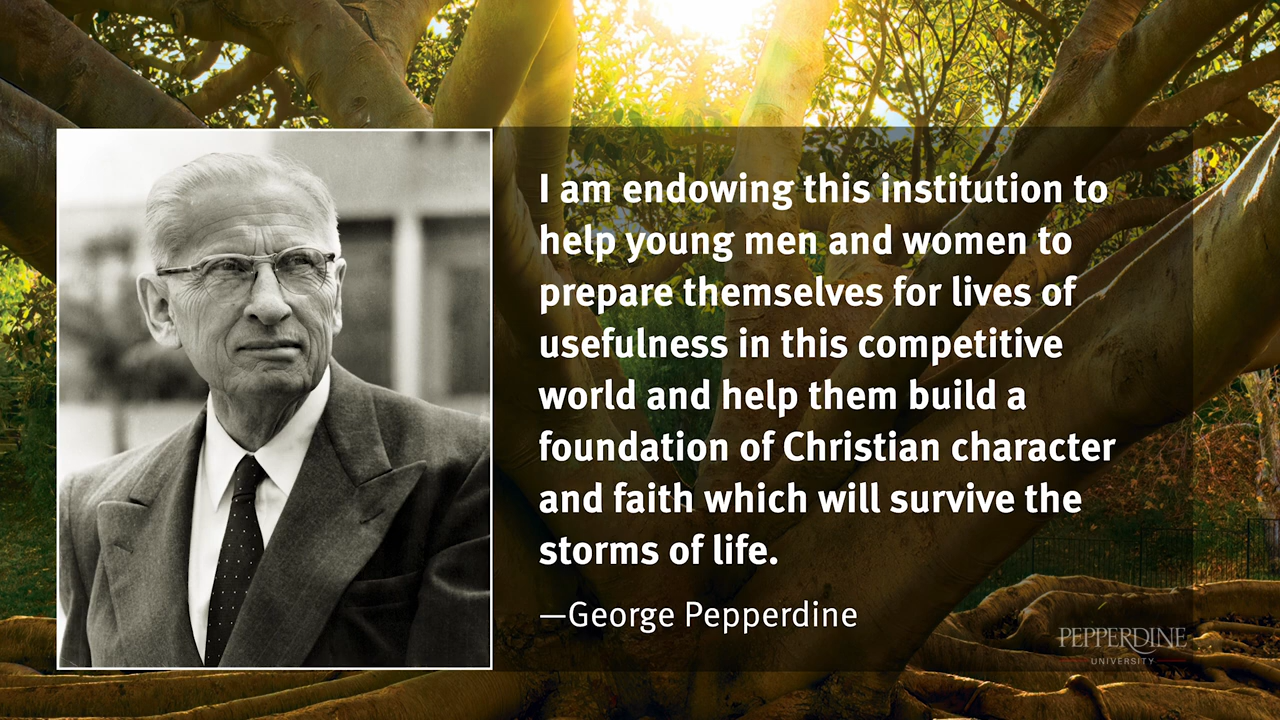 I am endowing this institution to
help young men and women to
prepare themselves for lives of
usefulness in this competitive
world and help them build a
foundation of Christian character
and faith which will survive the
storms of life.
—George Pepperdine
PEPPERDINE
UNIVERSITY